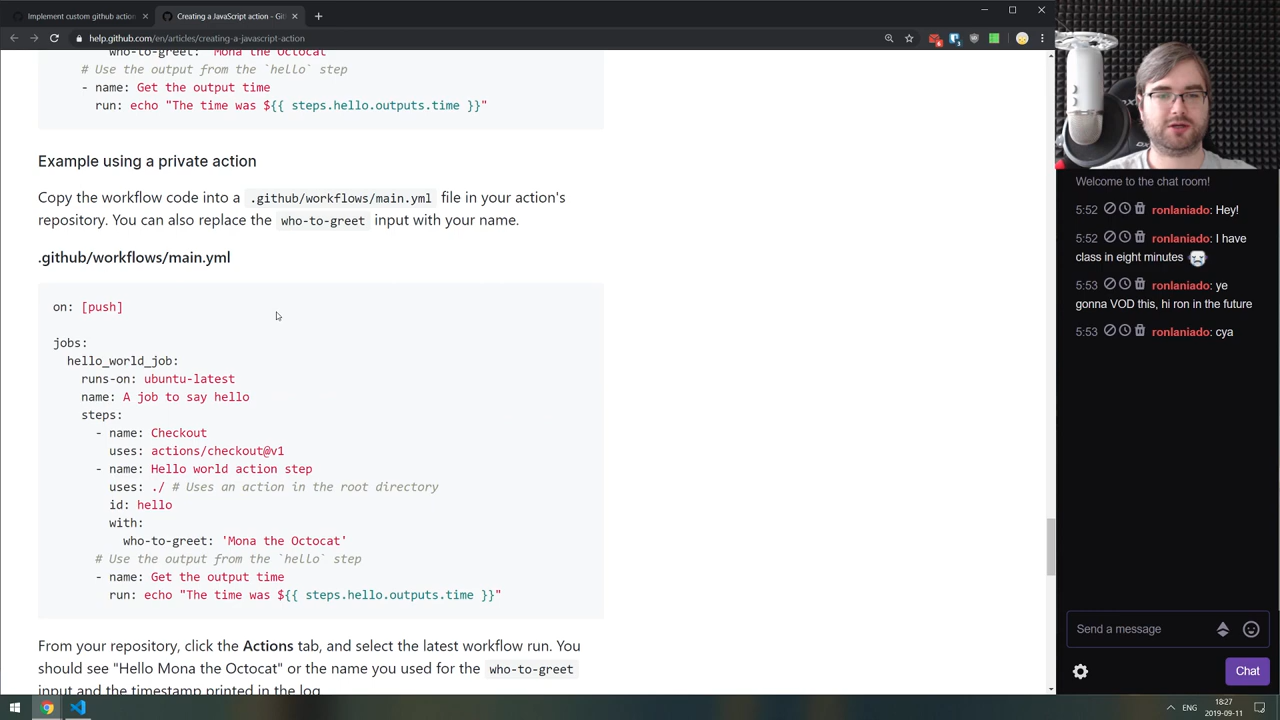 Implement custom github action
Creating a JavaScript action - Git
help.github.com/en/articles/creating-a-javascript-action
who-to-greet: 'Mona the Octocat'
# Use the output from the `hello` step
- name: Get the output time
run: echo "The time was ${{ steps.hello.outputs.time }}"
Example using a private action
Copy the workflow code into a .github/workflows/main.yml file in your action's
repository. You can also replace the who-to-greet input with your name.
.github/workflows/main.yml
on: [push]
jobs:
hello_world_job:
runs-on: ubuntu-latest
name: A job to say hello
steps:
- name: Checkout
uses: actions/checkout@v1
- name: Hello world action step
uses: ./ # Uses an action in the root directory
id: hello
with:
who-to-greet: 'Mona the Octocat'
# Use the output from the `hello` step
- name: Get the output time
run: echo "The time was ${{ steps.hello.outputs.time }}"
From your repository, click the Actions tab, and select the latest workflow run. You
should see "Hello Mona the Octocat" or the name you used for the who-to-greet
input and the timestamp printed in the log
Welcome to the chat room!
5:52 ronlaniado: Hey!
5:52 ronlaniado: I have
class in eight minutes
5:53 ronlaniado: ye
gonna VOD this, hi ron in the future
5:53 ronlaniado: cya
Send a message
Chat
ENG
18:27
2019-09-11